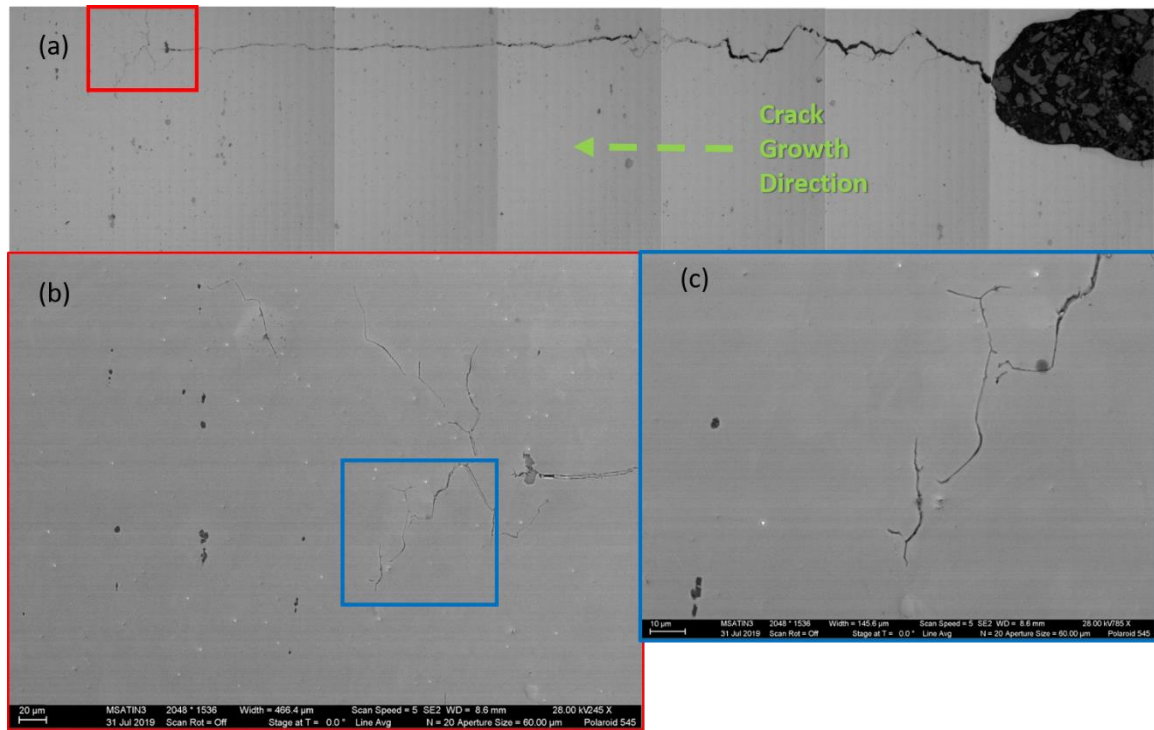 (a)
Crack
Growth
Direction
(b)
20 µm
MSATIN3 2048 * 1536 Width = 466.4 µm Scan Speed = 5 SE2 WD = 8.6 mm 28.00 kV 245 X
31 Jul 2019 Scan Rot = Off Stage at T = 0.0 ° Line Avg N = 20 Aperture Size = 60.00 µm Polaroid 545
(c)
10 µm
MSATIN3 2048 * 1536 Width = 145.6 µm Scan Speed = 5 SE2 WD = 8.6 mm 28.00 kV 785 X
31 Jul 2019 Scan Rot = Off Stage at T = 0.0 ° Line Avg N = 20 Aperture Size = 60.00 µm Polaroid 545